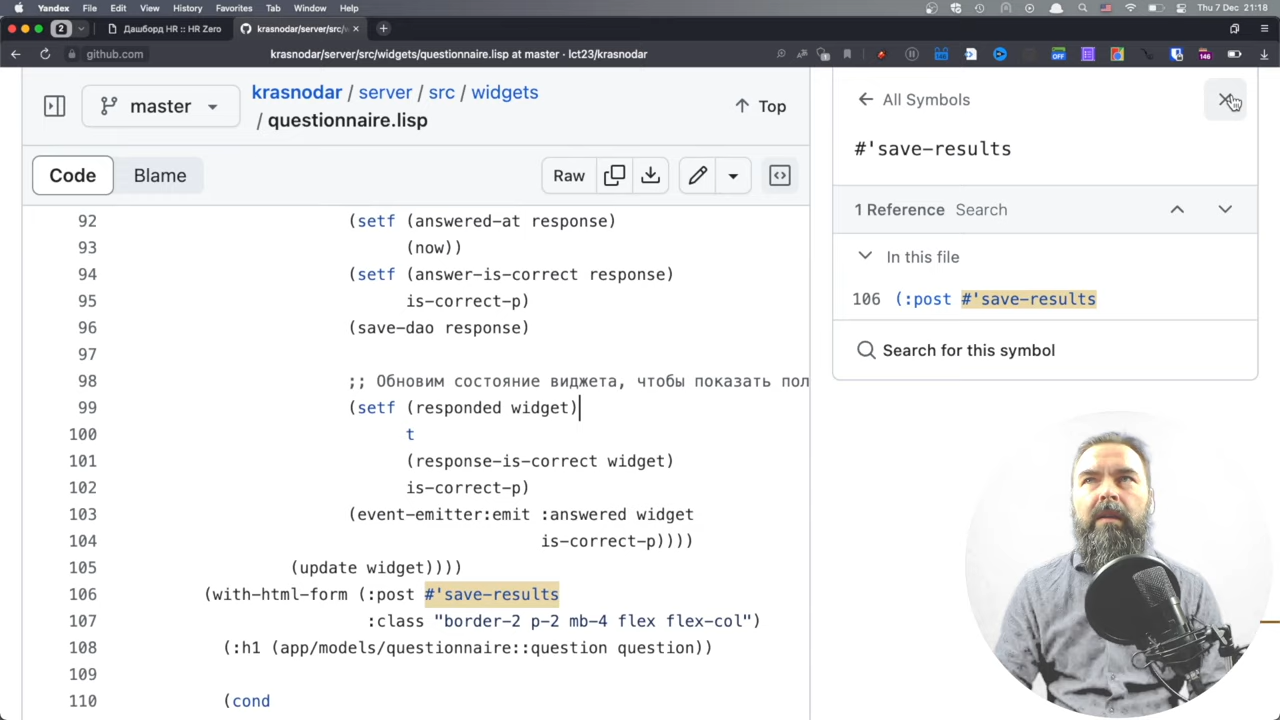 Yandex File Edit View History Favorites Tab Window Help Thu 7 Dec 21:18
2 Дашборд HR :: HR Zero krasnodar/server/src/w
github.com krasnodar/server/src/widgets/questionnaire.lisp at master · lct23/krasnodar OFF 146
master
krasnodar / server / src / widgets
/ questionnaire.lisp
Top
Code Blame Raw
92 (setf (answered-at response)
93 (now))
94 (setf (answer-is-correct response)
95 is-correct-p)
96 (save-dao response)
97
98 ;; Обновим состояние виджета, чтобы показать пол
99 (setf (responded widget)
100 t
101 (response-is-correct widget)
102 is-correct-p)
103 (event-emitter:emit :answered widget
104 is-correct-p))))
105 (update widget))))
106 (with-html-form (:post #'save-results
107 :class "border-2 p-2 mb-4 flex flex-col")
108 (:h1 (app/models/questionnaire::question question))
109
110 (cond
All Symbols
#'save-results
1 Reference Search
In this file
106 (:post #'save-results
Search for this symbol